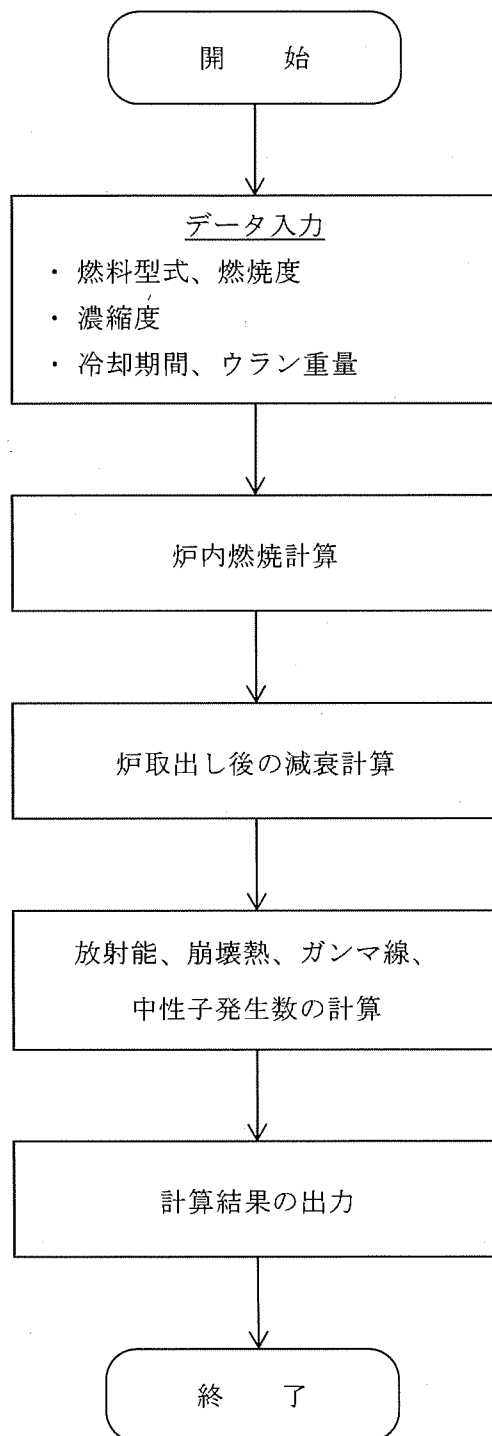 開　始
データ入力
・ 燃料型式、燃焼度
・ 濃縮度
・ 冷却期間、ウラン重量
炉内燃焼計算
炉取出し後の減衰計算
放射能、崩壊熱、ガンマ線、
中性子発生数の計算
計算結果の出力
終　了